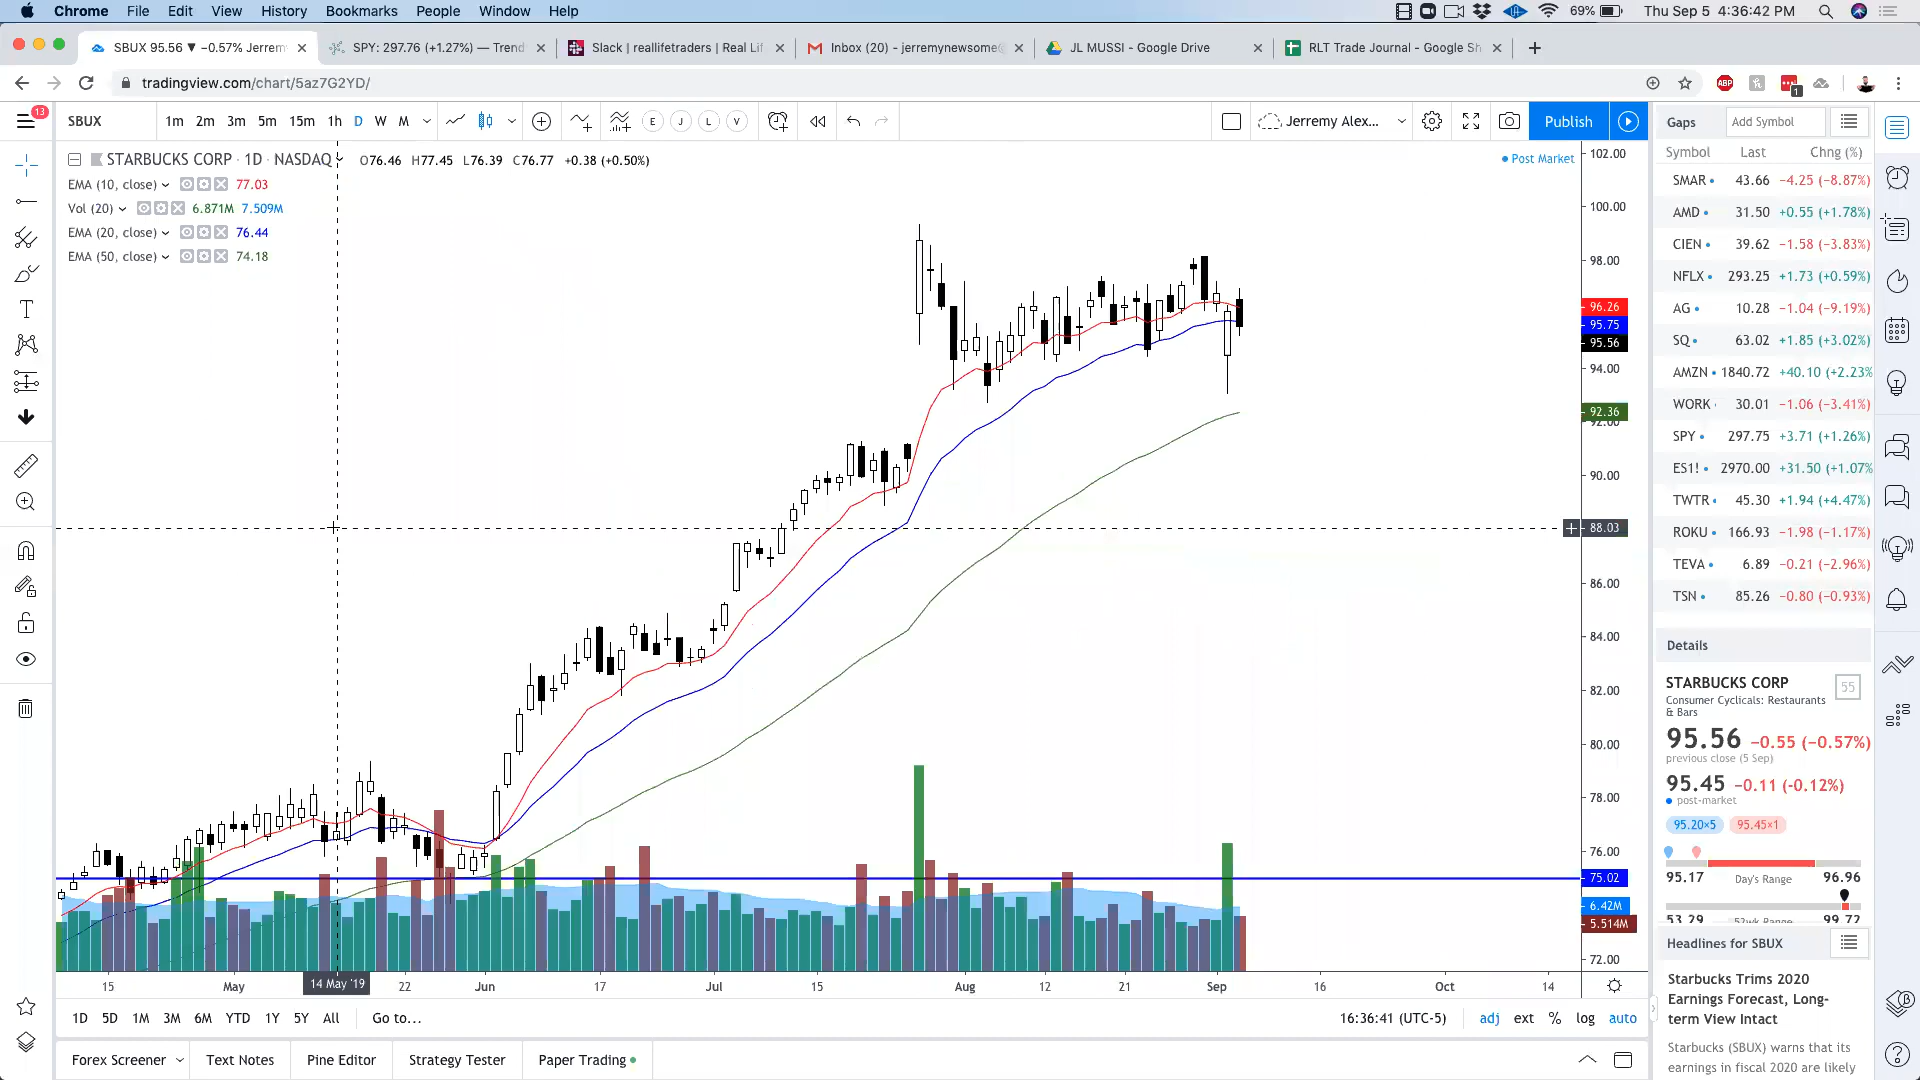 Chrome File Edit View History Bookmarks People Window Help 69% Thu Sep 5 4:36:42 PM
SBUX 95.56 ▼ −0.57% Jerrem
SPY: 297.76 (+1.27%) — Trend
Slack | reallifetraders | Real Lif
Inbox (20) - jerremynewsome@
JL MUSSI - Google Drive
RLT Trade Journal - Google Sh
tradingview.com/chart/5az7G2YD/
ABP
1
13
SBUX 1m 2m 3m 5m 15m 1h D W M E J L V Jerremy Alex... Publish
STARBUCKS CORP · 1D · NASDAQ O76.46 H77.45 L76.39 C76.77 +0.38 (+0.50%)
EMA (10, close) 77.03
Vol (20) 6.871M 7.509M
EMA (20, close) 76.44
EMA (50, close) 74.18
Post Market
102.00
100.00
98.00
96.26
95.75
95.56
94.00
92.36
92.00
90.00
88.03
86.00
84.00
82.00
80.00
78.00
76.00
75.02
6.42M
5.514M
72.00
15 May 14 May '19 22 Jun 17 Jul 15 Aug 12 21 Sep 16 Oct 14
1D 5D 1M 3M 6M YTD 1Y 5Y All Go to... 16:36:41 (UTC-5) adj ext % log auto
Forex Screener Text Notes Pine Editor Strategy Tester Paper Trading
Gaps Add Symbol
Symbol Last Chng (%)
SMAR 43.66 −4.25 (−8.87%)
AMD 31.50 +0.55 (+1.78%)
CIEN 39.62 −1.58 (−3.83%)
NFLX 293.25 +1.73 (+0.59%)
AG 10.28 −1.04 (−9.19%)
SQ 63.02 +1.85 (+3.02%)
AMZN 1840.72 +40.10 (+2.23%
WORK 30.01 −1.06 (−3.41%)
SPY 297.75 +3.71 (+1.26%)
ES1! 2970.00 +31.50 (+1.07%
TWTR 45.30 +1.94 (+4.47%)
ROKU 166.93 −1.98 (−1.17%)
TEVA 6.89 −0.21 (−2.96%)
TSN 85.26 −0.80 (−0.93%)
Details
STARBUCKS CORP 55
Consumer Cyclicals: Restaurants
& Bars
95.56 −0.55 (−0.57%)
previous close (5 Sep)
95.45 −0.11 (-0.12%)
post-market
95.20×5 95.45×1
95.17 Day's Range 96.96
53.29 52wk Range 99.72
Headlines for SBUX
Starbucks Trims 2020
Earnings Forecast, Long-
term View Intact
Starbucks (SBUX) warns that its
earnings in fiscal 2020 are likely